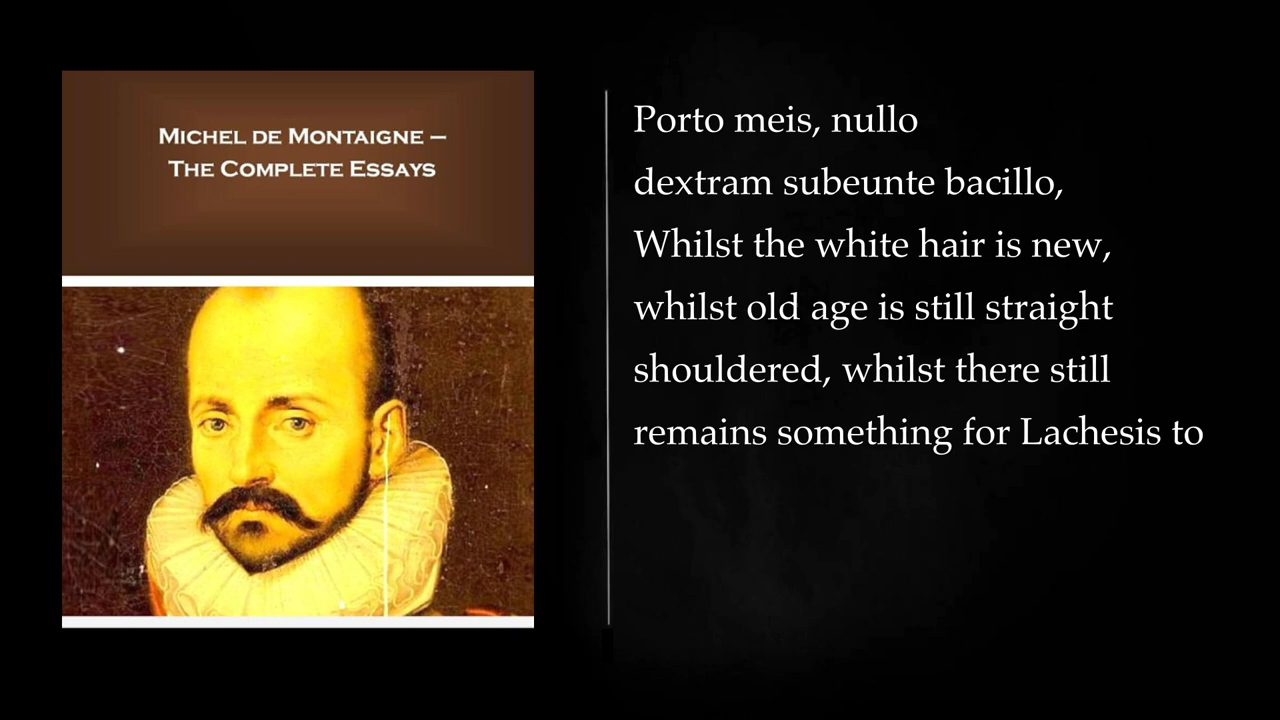 MICHEL DE MONTAIGNE –
THE COMPLETE ESSAYS
Porto meis, nullo
dextram subeunte bacillo,
Whilst the white hair is new,
whilst old age is still straight
shouldered, whilst there still
remains something for Lachesis to